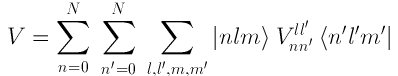 $V = \sum_{n=0}^{N} \sum_{n'=0}^{N} \sum_{l,l',m,m'} |nlm\rangle \, V_{nn'}^{ll'} \, \langle n'l'm'|$